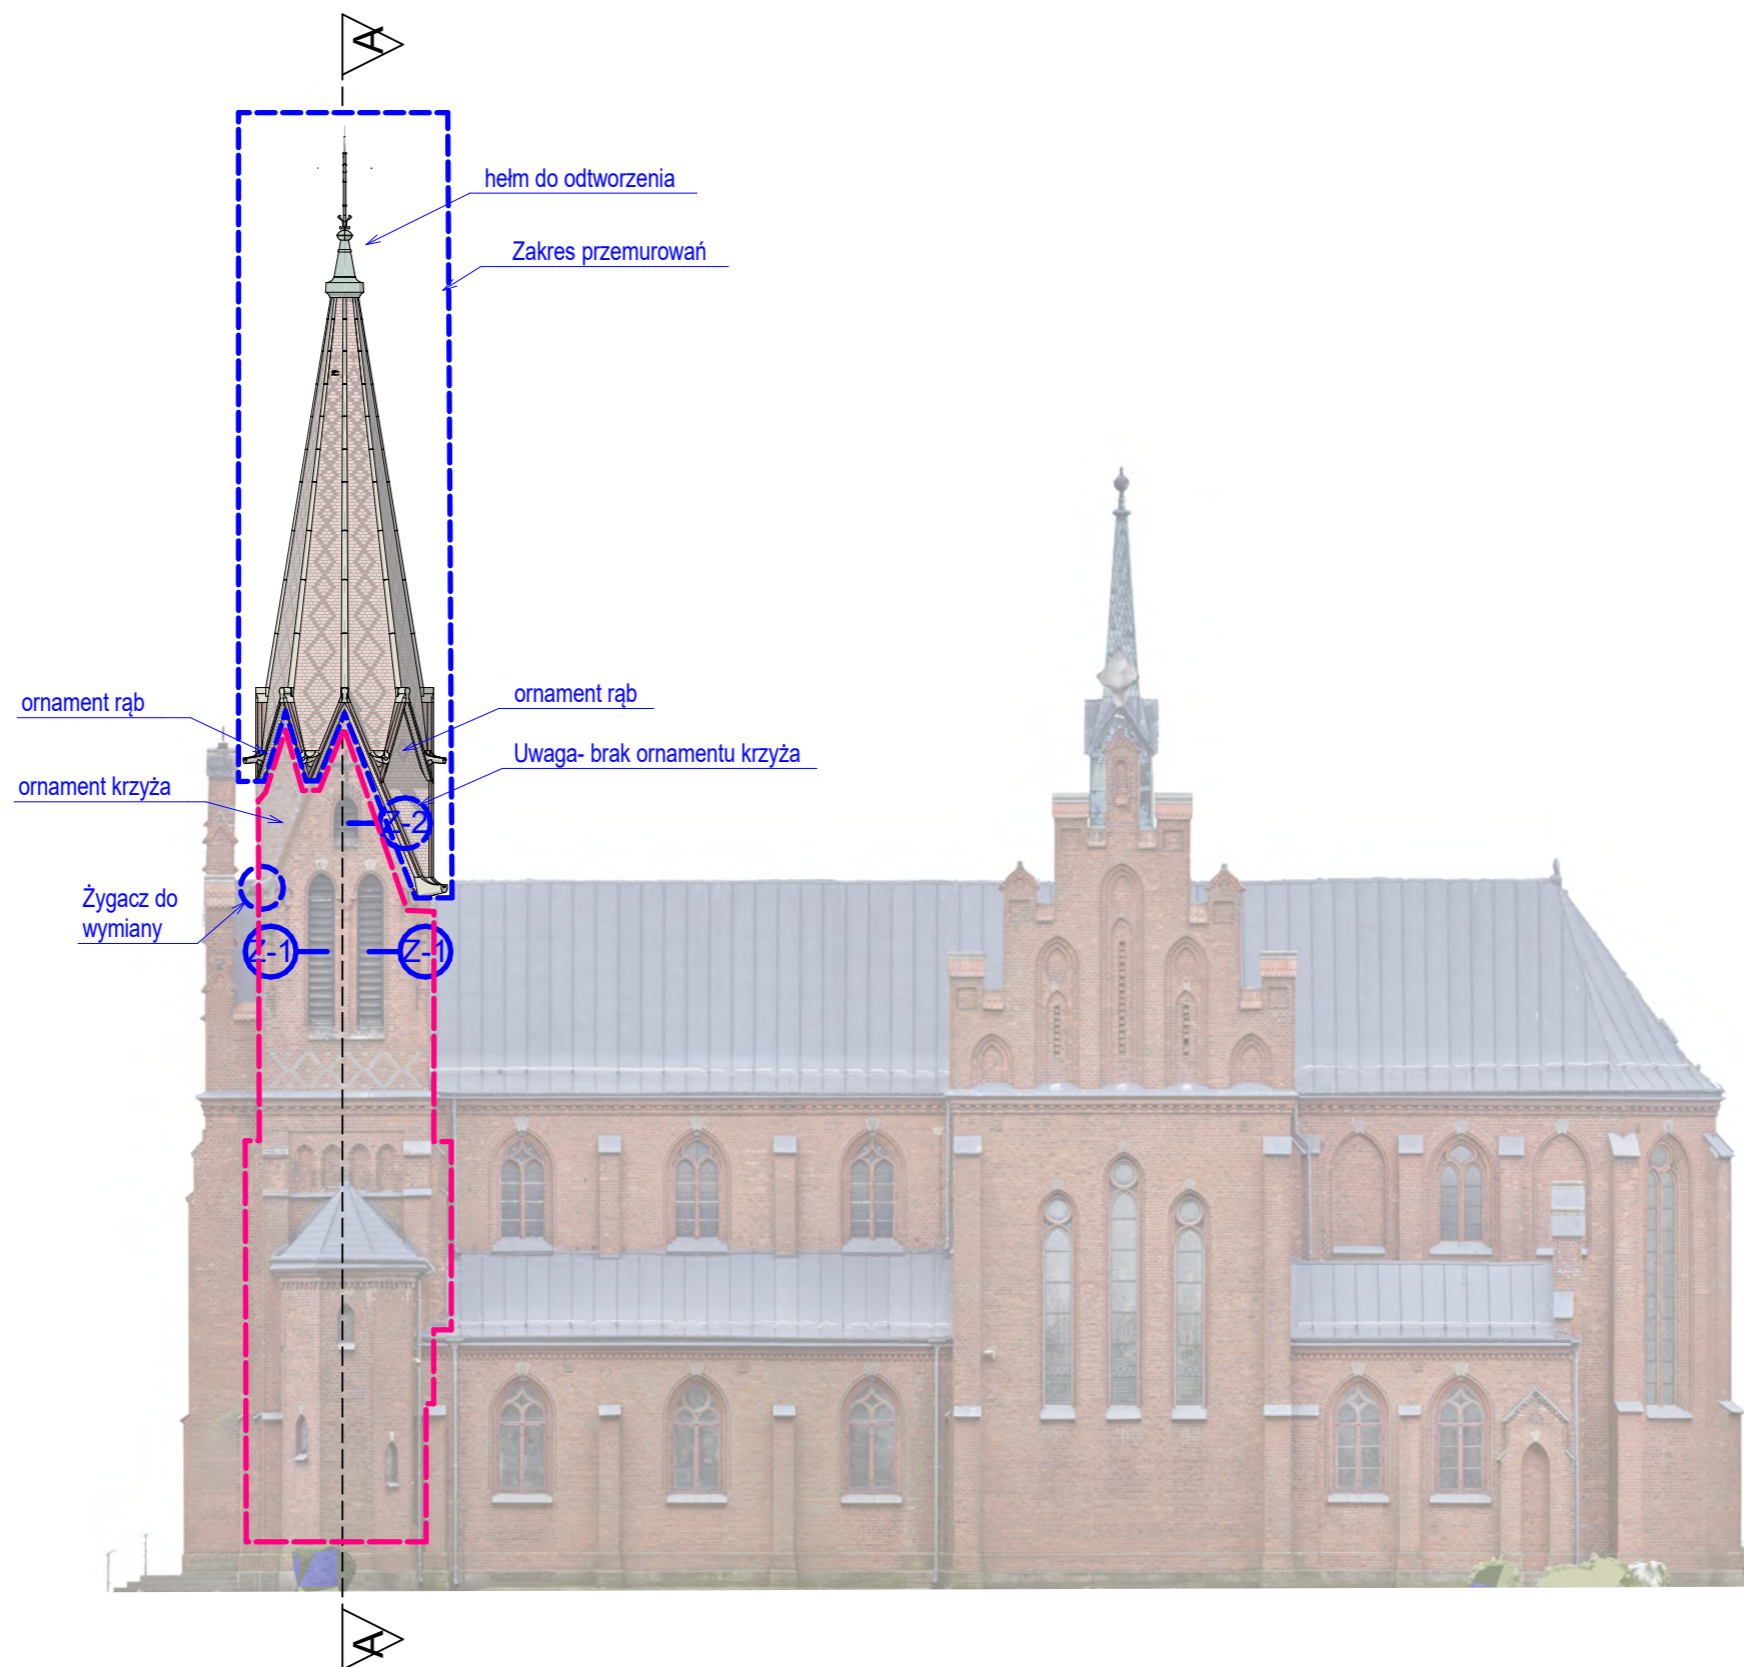 A
hełm do odtworzenia
Zakres przemurowań
ornament rąb
ornament rąb
Uwaga- brak ornamentu krzyża
ornament krzyża
Z-2
Żygacz do
wymiany
Z-1
Z-1
A